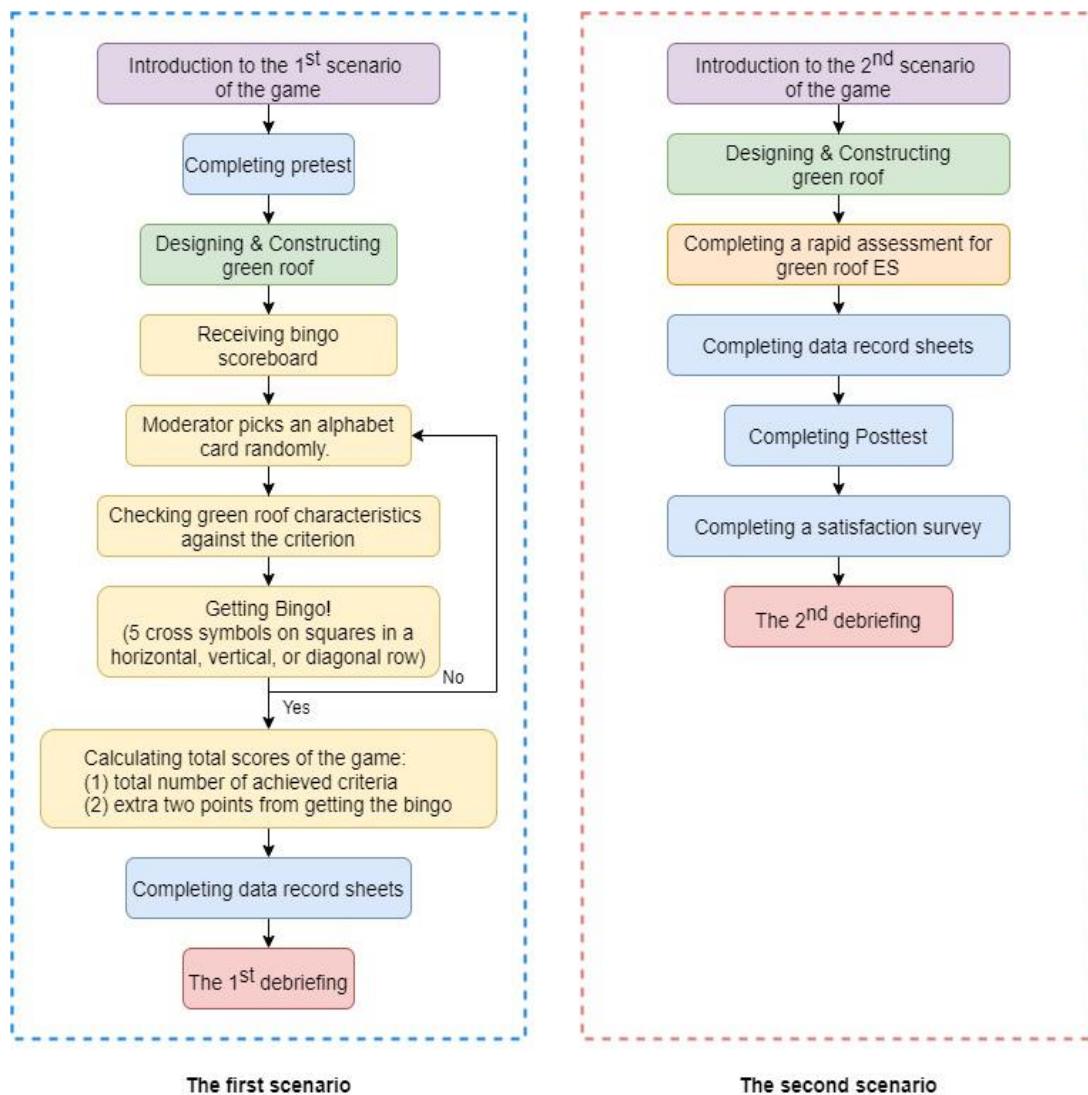 Introduction to the 1st scenario
of the game
Completing pretest
Designing & Constructing
green roof
Receiving bingo
scoreboard
Moderator picks an alphabet
card randomly.
Checking green roof characteristics
against the criterion
Getting Bingo!
(5 cross symbols on squares in a
horizontal, vertical, or diagonal row)
No
Yes
Calculating total scores of the game:
(1) total number of achieved criteria
(2) extra two points from getting the bingo
Completing data record sheets
The 1st debriefing
The first scenario
Introduction to the 2nd scenario
of the game
Designing & Constructing
green roof
Completing a rapid assessment for
green roof ES
Completing data record sheets
Completing Posttest
Completing a satisfaction survey
The 2nd debriefing
The second scenario